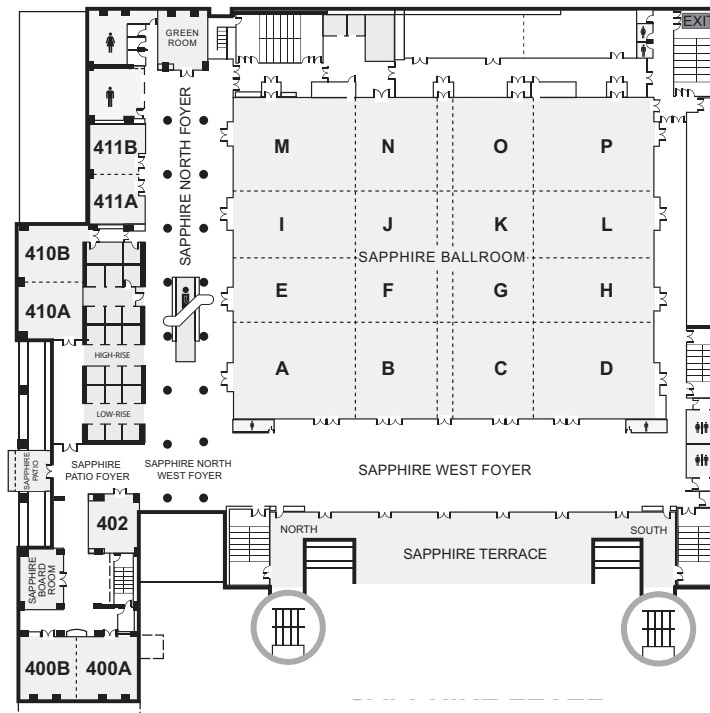 EXIT
GREEN
ROOM
SAPPHIRE NORTH FOYER
411B
411A
M
N
O
P
I
J
K
L
SAPPHIRE BALLROOM
410B
410A
E
F
G
H
HIGH-RISE
A
B
C
D
LOW-RISE
SAPPHIRE
PATIO
SAPPHIRE
PATIO FOYER
SAPPHIRE NORTH
WEST FOYER
SAPPHIRE WEST FOYER
402
NORTH
SOUTH
SAPPHIRE TERRACE
SAPPHIRE
BOARD
ROOM
400B
400A